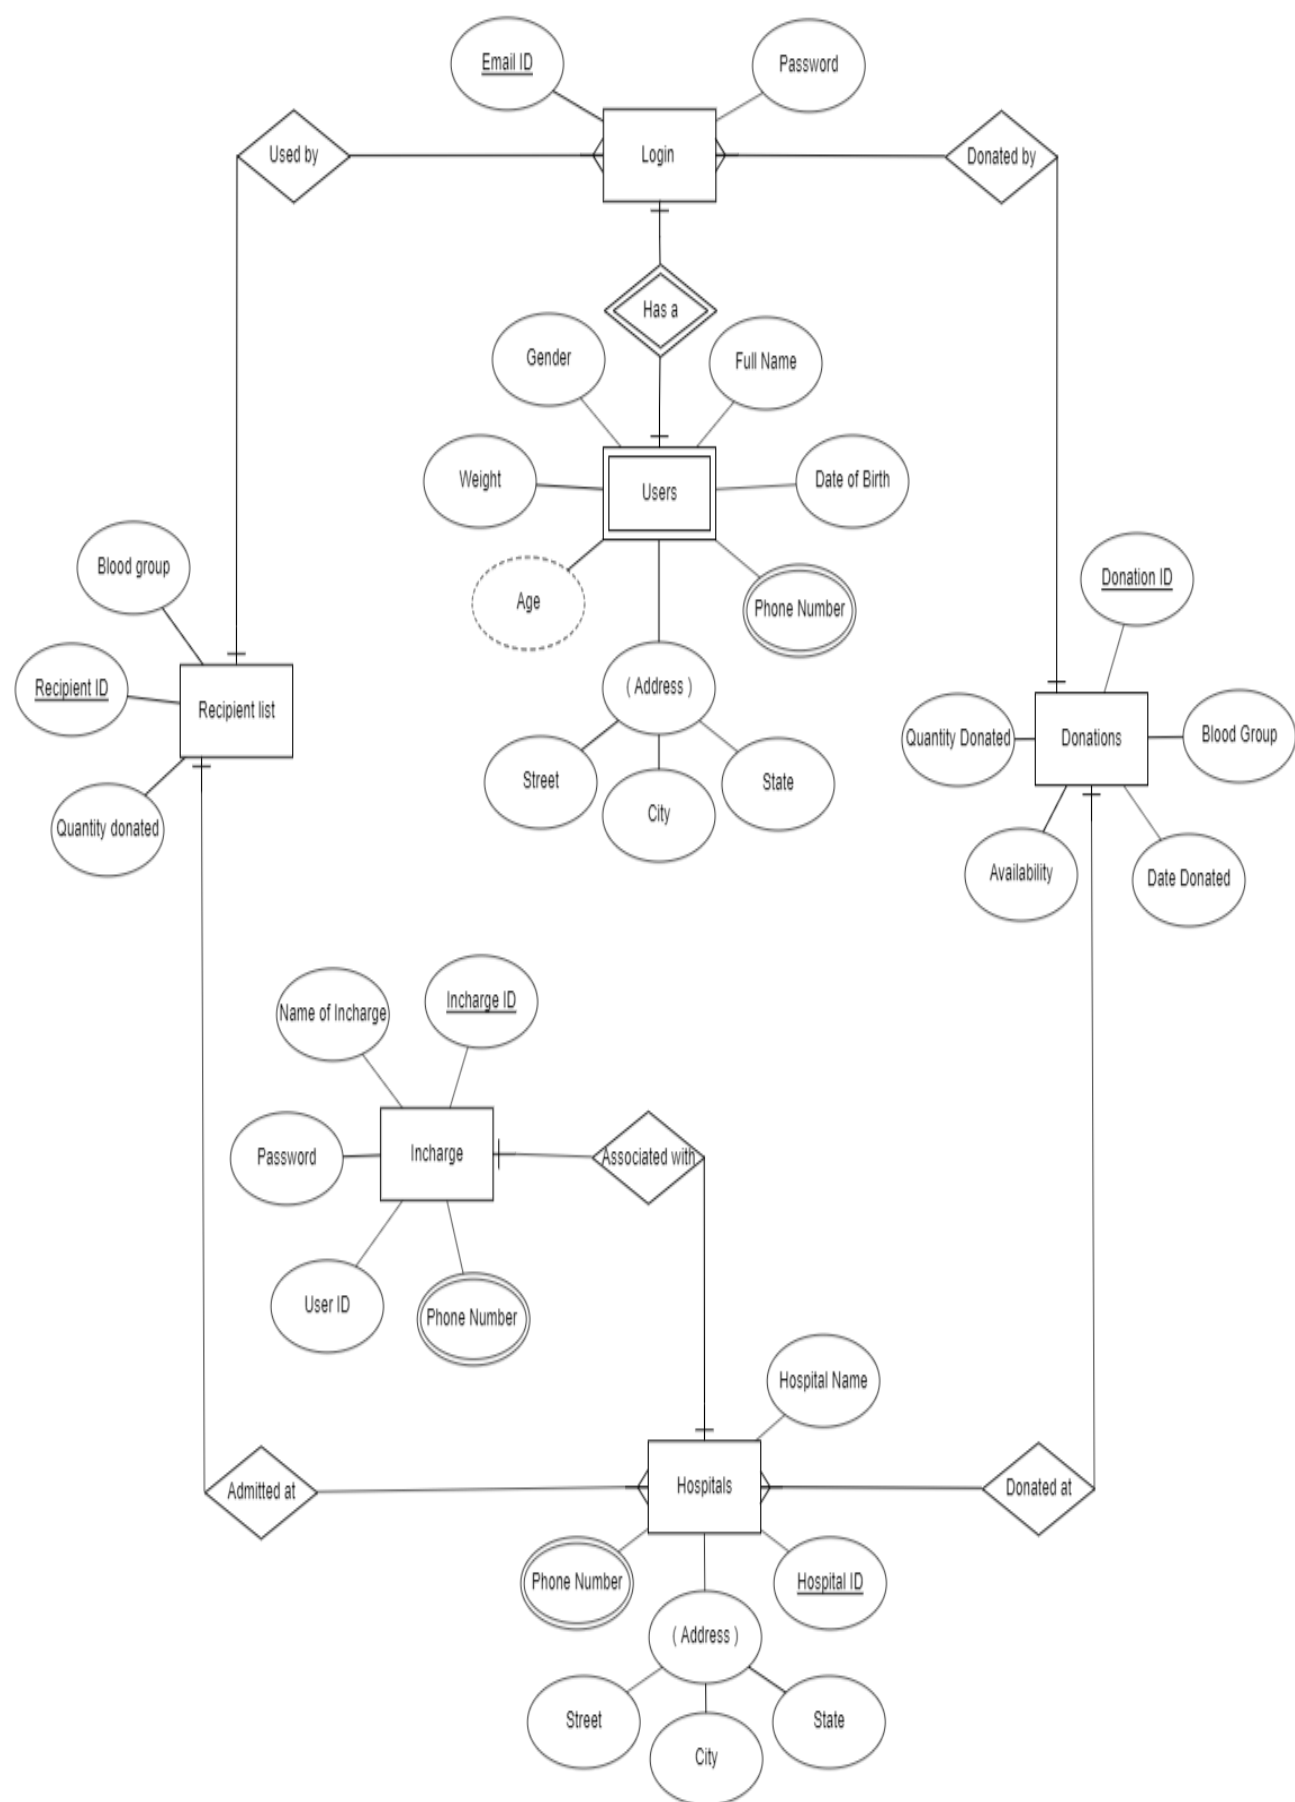 Email ID
Password
Used by
Login
Donated by
Has a
Gender
Full Name
Weight
Users
Date of Birth
Blood group
Age
Phone Number
Donation ID
Recipient ID
Recipient list
( Address )
Quantity Donated
Donations
Blood Group
Street
City
State
Quantity donated
Availability
Date Donated
Name of Incharge
Incharge ID
Password
Incharge
Associated with
User ID
Phone Number
Hospital Name
Admitted at
Hospitals
Donated at
Phone Number
Hospital ID
( Address )
Street
City
State